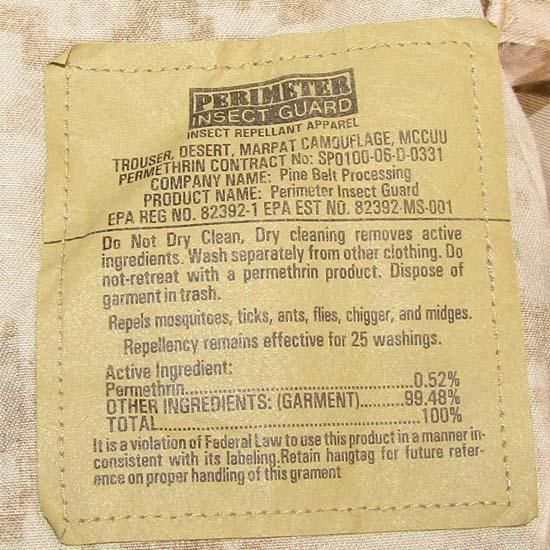 PERIMETER
INSECT GUARD
INSECT REPELLANT APPAREL
TROUSER, DESERT, MARPAT CAMOUFLAGE, MCCUU
PERMETHRIN CONTRACT No: SP0100-06-D-0331
COMPANY NAME: Pine Belt Processing
PRODUCT NAME: Perimeter Insect Guard
EPA REG NO. 82392-1 EPA EST NO. 82392-MS-001
Do Not Dry Clean, Dry cleaning removes active
ingredients. Wash separately from other clothing. Do
not-retreat with a permethrin product. Dispose of
garment in trash.
Repels mosquitoes, ticks, ants, flies, chigger, and midges.
Repellency remains effective for 25 washings.
Active Ingredient:
Permethrin..........................................0.52%
OTHER INGREDIENTS: (GARMENT)..........99.48%
TOTAL................................................100%
It is a violation of Federal Law to use this product in a manner in-
consistent with its labeling.Retain hangtag for future refer-
ence on proper handling of this grament